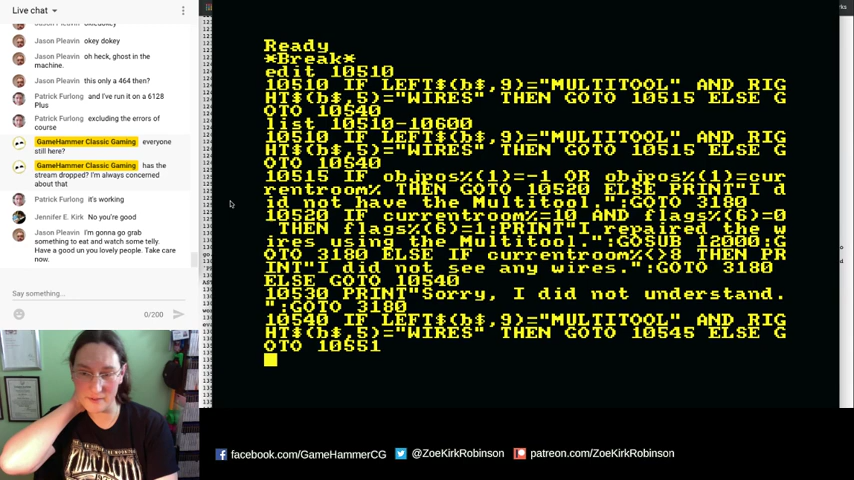 Live chat
okiedokie
Jason Pleavin okey dokey
Jason Pleavin oh heck, ghost in the
machine.
Jason Pleavin this only a 464 then?
Patrick Furlong and I've run it on a 6128
Plus
Patrick Furlong excluding the errors of
course
GameHammer Classic Gaming everyone
still here?
GameHammer Classic Gaming has the
stream dropped? I'm always concerned
about that
Patrick Furlong it's working
Jennifer E. Kirk No you're good
Jason Pleavin I'm gonna go grab
something to eat and watch some telly.
Have a good un you lovely people. Take care
now.
Say something...
0/200
Ready
*Break*
edit 10510
10510 IF LEFT$(b$,9)="MULTITOOL" AND RIG
HT$(b$,5)="WIRES" THEN GOTO 10515 ELSE G
OTO 10540
list 10510-10600
10510 IF LEFT$(b$,9)="MULTITOOL" AND RIG
HT$(b$,5)="WIRES" THEN GOTO 10515 ELSE G
OTO 10540
10515 IF objpos%(1)=-1 OR objpos%(1)=cur
rentroom% THEN GOTO 10520 ELSE PRINT"I d
id not have the Multitool.":GOTO 3180
10520 IF currentroom%=10 AND flags%(6)=0
THEN flags%(6)=1:PRINT"I repaired the w
ires using the Multitool.":GOSUB 12000:G
OTO 3180 ELSE IF currentroom%<>8 THEN PR
INT"I did not see any wires.":GOTO 3180
ELSE GOTO 10540
10530 PRINT"Sorry, I did not understand.
":GOTO 3180
10540 IF LEFT$(b$,9)="MULTITOOL" AND RIG
HT$(b$,5)="WIRES" THEN GOTO 10545 ELSE G
OTO 10551
facebook.com/GameHammerCG @ZoeKirkRobinson patreon.com/ZoeKirkRobinson